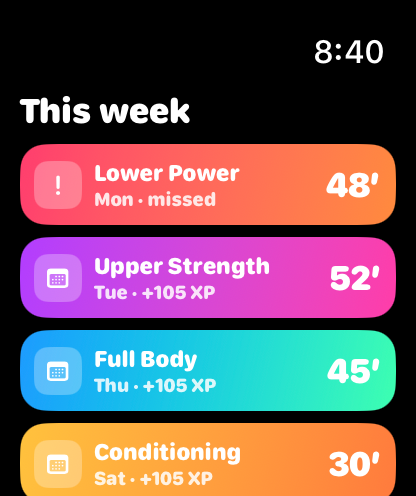 8:40
This week
!
Lower Power
Mon · missed
48′
Upper Strength
Tue · +105 XP
52′
Full Body
Thu · +105 XP
45′
Conditioning
Sat · +105 XP
30′